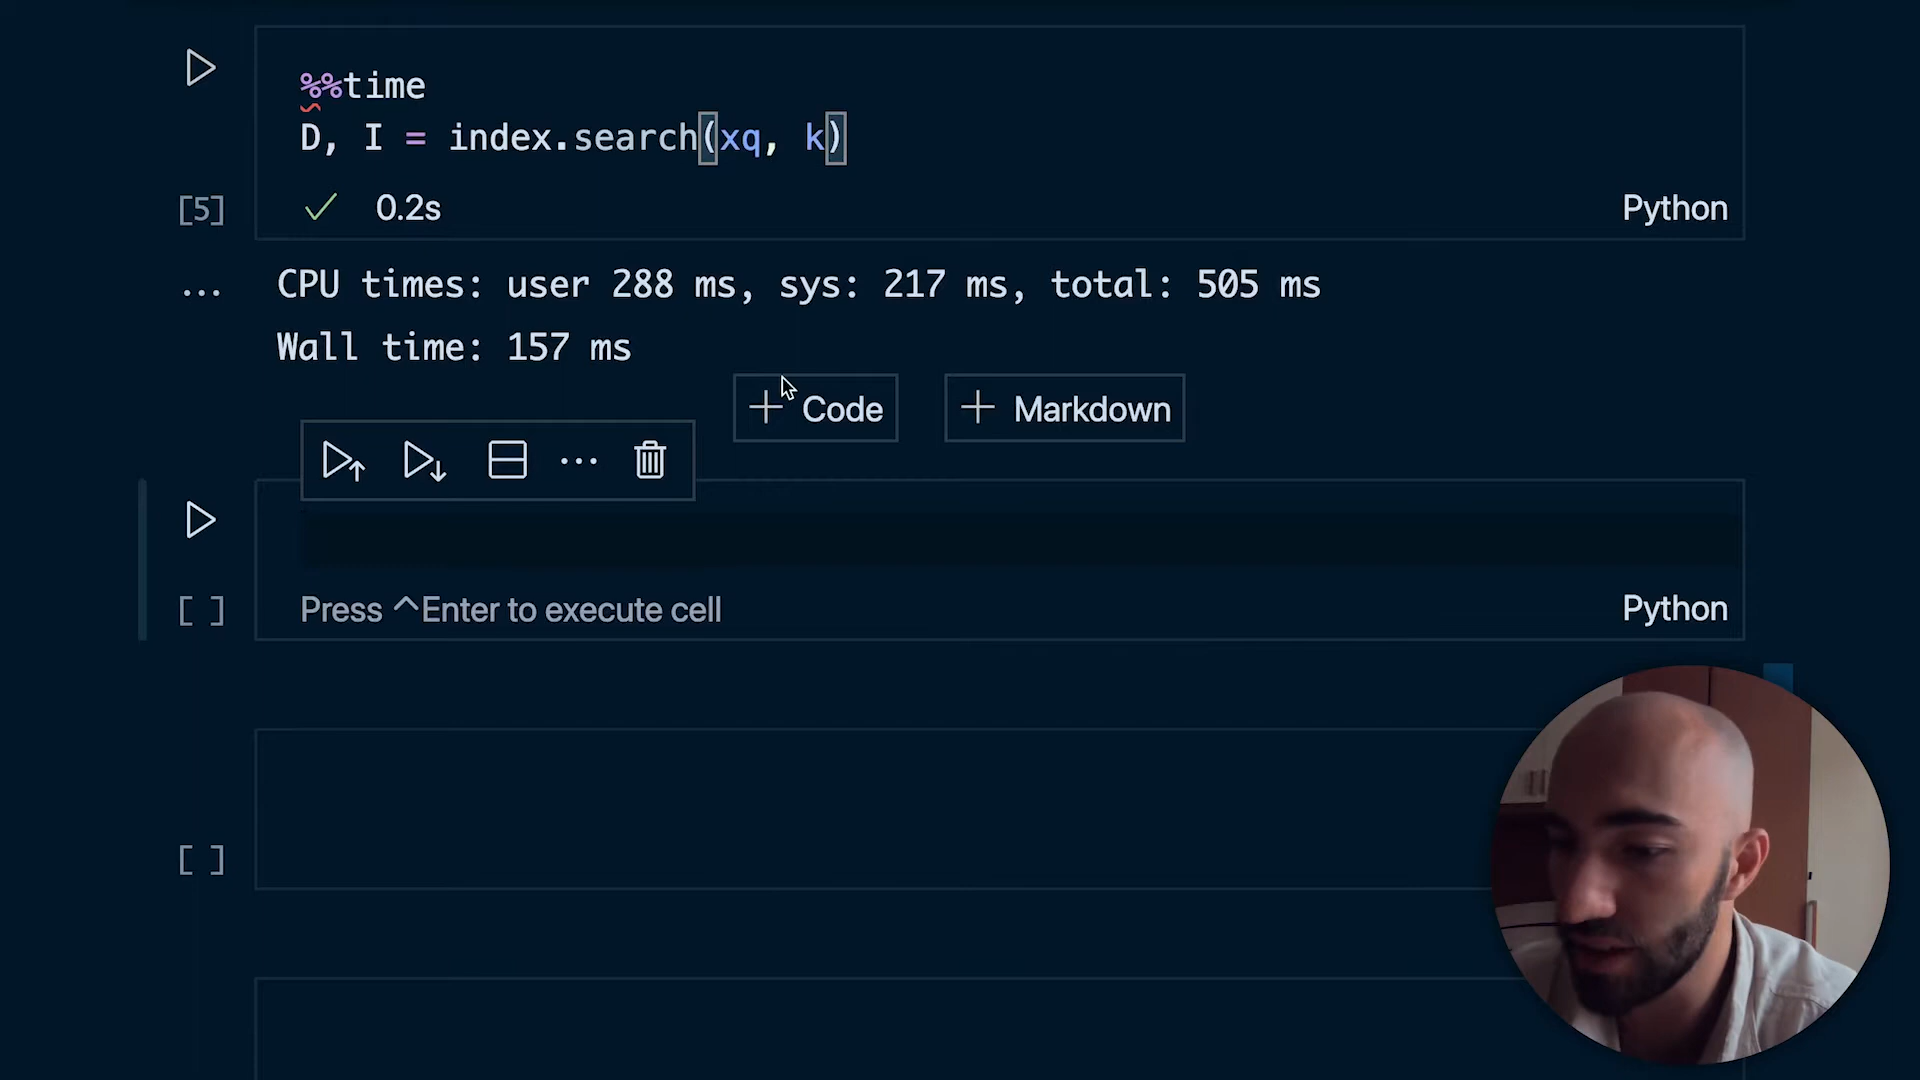 %%time
D, I = index.search(xq, k)
[5] 0.2s Python
... CPU times: user 288 ms, sys: 217 ms, total: 505 ms
Wall time: 157 ms
+ Code + Markdown
[ ] Press ^Enter to execute cell Python
[ ]